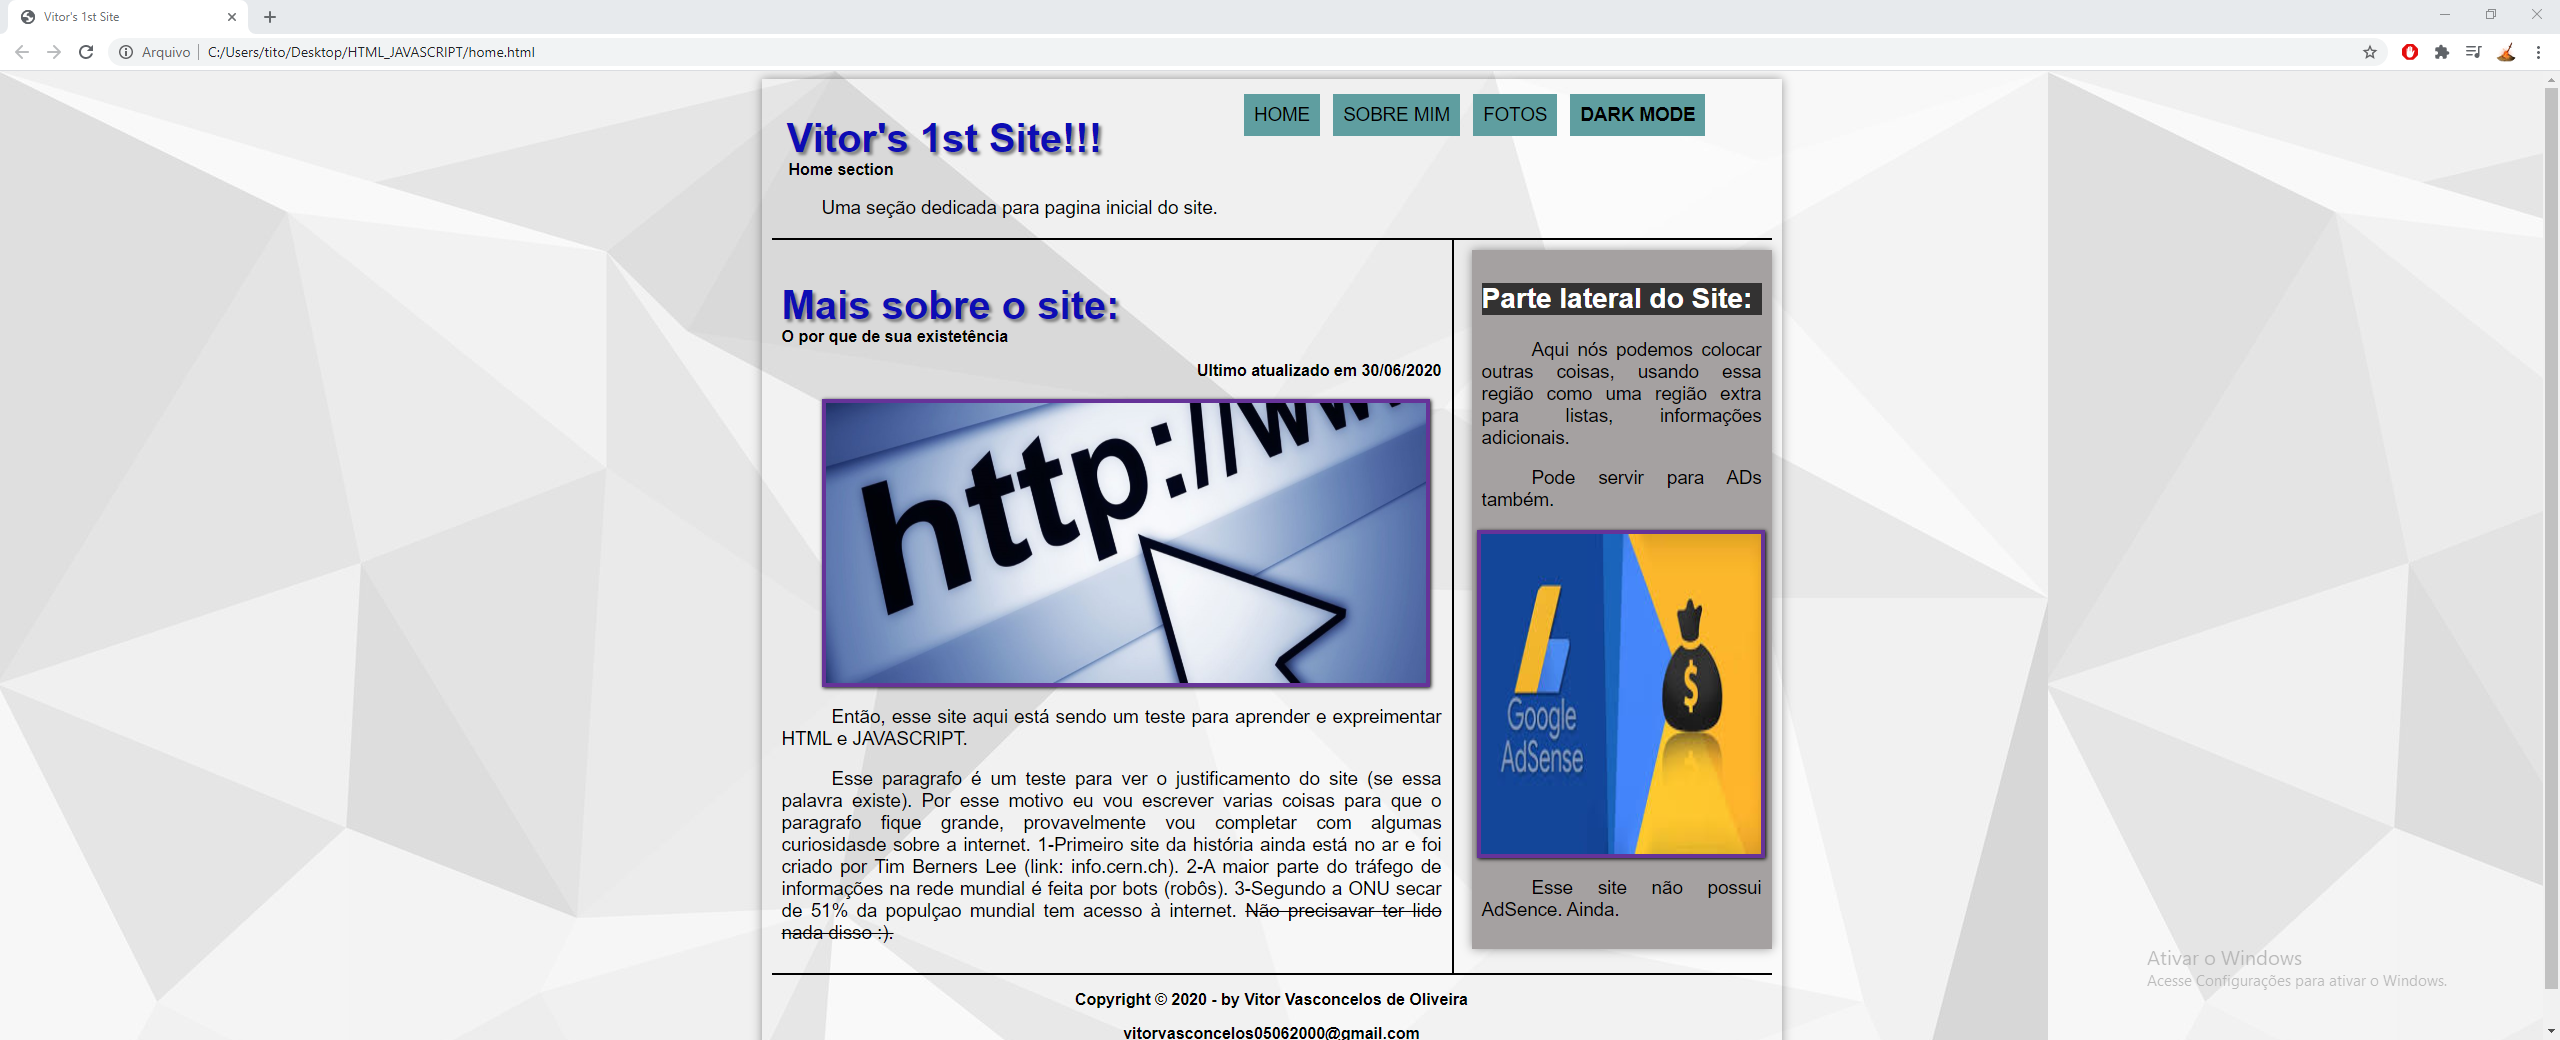 Vitor's 1st Site
Arquivo | C:/Users/tito/Desktop/HTML_JAVASCRIPT/home.html
HOME SOBRE MIM FOTOS DARK MODE
Vitor's 1st Site!!!
Home section
Uma seção dedicada para pagina inicial do site.
Mais sobre o site:
O por que de sua existetência
Ultimo atualizado em 30/06/2020
http://ww
Então, esse site aqui está sendo um teste para aprender e expreimentar
HTML e JAVASCRIPT.
Esse paragrafo é um teste para ver o justificamento do site (se essa
palavra existe). Por esse motivo eu vou escrever varias coisas para que o
paragrafo fique grande, provavelmente vou completar com algumas
curiosidasde sobre a internet. 1-Primeiro site da história ainda está no ar e foi
criado por Tim Berners Lee (link: info.cern.ch). 2-A maior parte do tráfego de
informações na rede mundial é feita por bots (robôs). 3-Segundo a ONU secar
de 51% da populçao mundial tem acesso à internet. Não precisavar ter lido
nada disso :).
Parte lateral do Site:
Aqui nós podemos colocar
outras coisas, usando essa
região como uma região extra
para listas, informações
adicionais.
Pode servir para ADs
também.
Google
AdSense
$
Esse site não possui
AdSence. Ainda.
Copyright © 2020 - by Vitor Vasconcelos de Oliveira
vitorvasconcelos05062000@gmail.com
Ativar o Windows
Acesse Configurações para ativar o Windows.